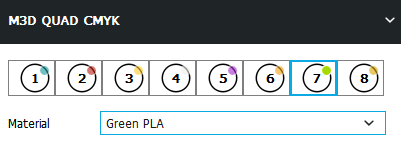 M3D QUAD CMYK
1 2 3 4 5 6 7 8
Material Green PLA